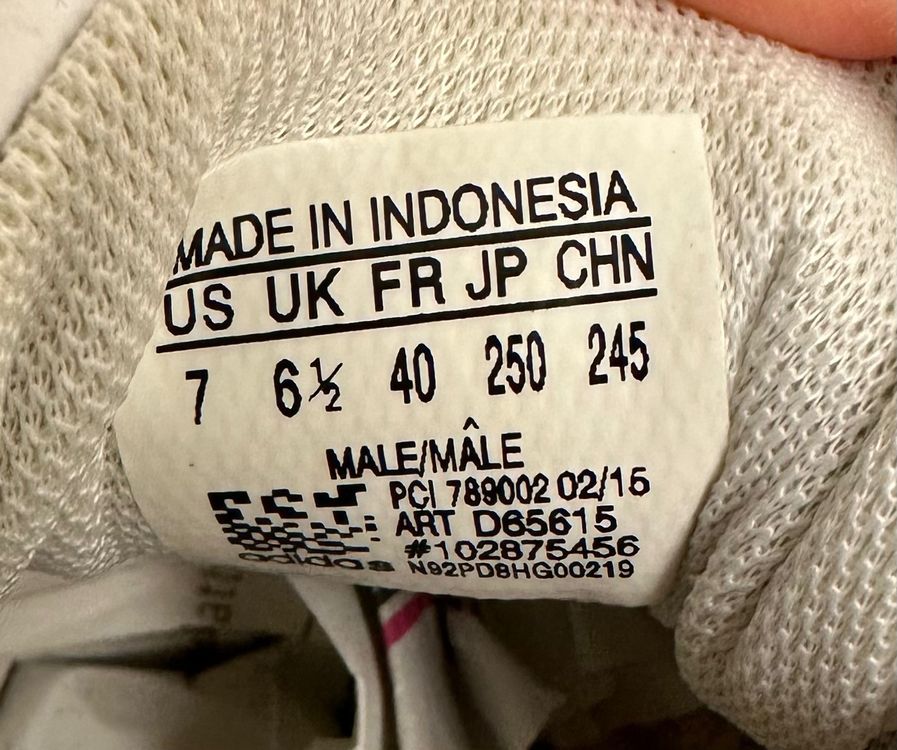 MADE IN INDONESIA
US UK FR JP CHN
7 6½ 40 250 245
MALE/MÂLE
PCI 789002 02/15
ART D65615
#102875456
adidas N92PD8HG00219